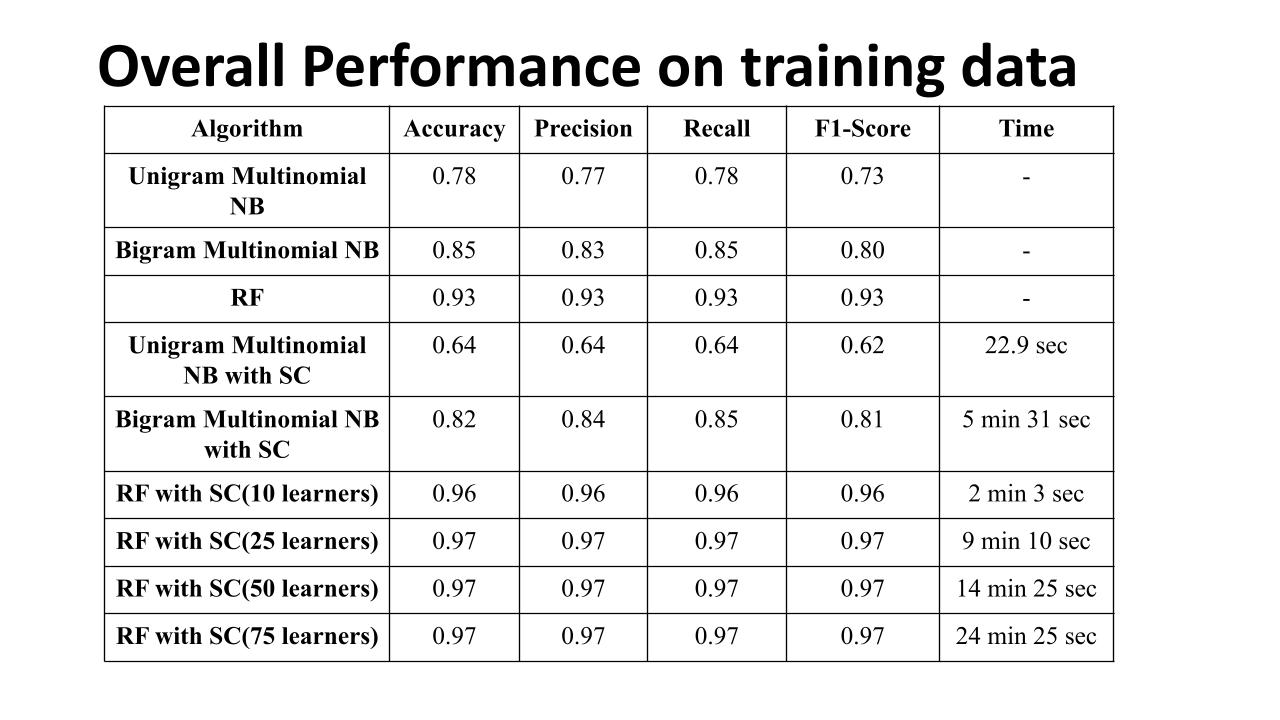 Overall Performance on training data
Algorithm Accuracy Precision Recall F1-Score Time
Unigram Multinomial NB 0.78 0.77 0.78 0.73 -
Bigram Multinomial NB 0.85 0.83 0.85 0.80 -
RF 0.93 0.93 0.93 0.93 -
Unigram Multinomial NB with SC 0.64 0.64 0.64 0.62 22.9 sec
Bigram Multinomial NB with SC 0.82 0.84 0.85 0.81 5 min 31 sec
RF with SC(10 learners) 0.96 0.96 0.96 0.96 2 min 3 sec
RF with SC(25 learners) 0.97 0.97 0.97 0.97 9 min 10 sec
RF with SC(50 learners) 0.97 0.97 0.97 0.97 14 min 25 sec
RF with SC(75 learners) 0.97 0.97 0.97 0.97 24 min 25 sec